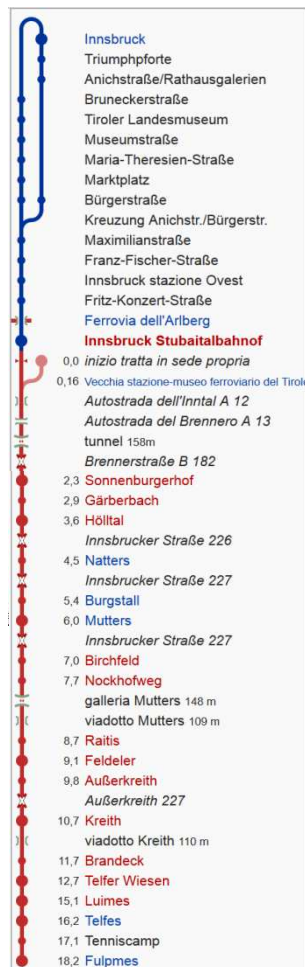 Innsbruck
Triumphpforte
Anichstraße/Rathausgalerien
Bruneckerstraße
Tiroler Landesmuseum
Museumstraße
Maria-Theresien-Straße
Marktplatz
Bürgerstraße
Kreuzung Anichstr./Bürgerstr.
Maximilianstraße
Franz-Fischer-Straße
Innsbruck stazione Ovest
Fritz-Konzert-Straße
Ferrovia dell'Arlberg
Innsbruck Stubaitalbahnhof
0,0 inizio tratta in sede propria
0,16 Vecchia stazione-museo ferroviario del Tirolo
Autostrada dell'Inntal A 12
Autostrada del Brennero A 13
tunnel 158m
Brennerstraße B 182
2,3 Sonnenburgerhof
2,9 Gärberbach
3,6 Hölltal
Innsbrucker Straße 226
4,5 Natters
Innsbrucker Straße 227
5,4 Burgstall
6,0 Mutters
Innsbrucker Straße 227
7,0 Birchfeld
7,7 Nockhofweg
galleria Mutters 148 m
viadotto Mutters 109 m
8,7 Raitis
9,1 Feldeler
9,8 Außerkreith
Außerkreith 227
10,7 Kreith
viadotto Kreith 110 m
11,7 Brandeck
12,7 Telfer Wiesen
15,1 Luimes
16,2 Telfes
17,1 Tenniscamp
18,2 Fulpmes